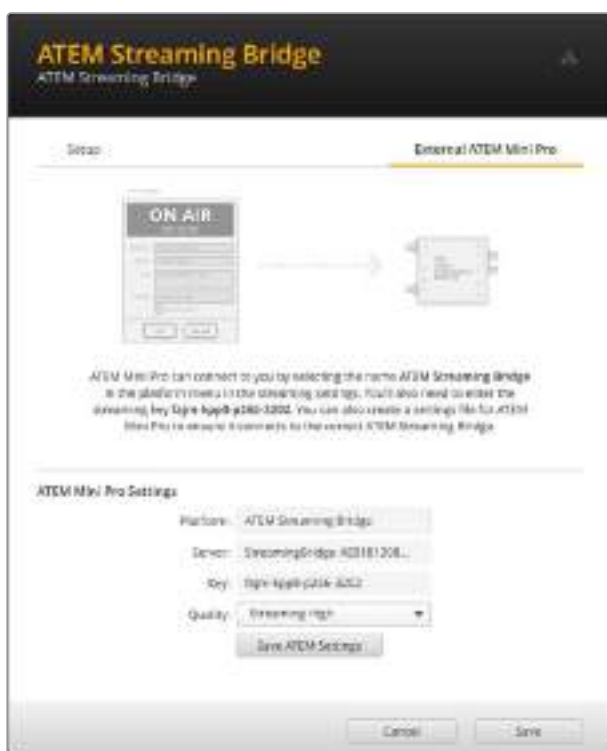 ATEM Streaming Bridge
ATEM Streaming Bridge
Setup
External ATEM Mini Pro
ON AIR
ATEM Mini Pro can connect to you by selecting the name ATEM Streaming Bridge
in the platform menu in the streaming settings. You'll also need to enter the
streaming key You can also create a settings file for ATEM
Mini Pro to ensure it connects to the correct ATEM Streaming Bridge.
ATEM Mini Pro Settings
Platform: ATEM Streaming Bridge
Server:
Key:
Quality: Streaming High
Save ATEM Settings
Cancel
Save